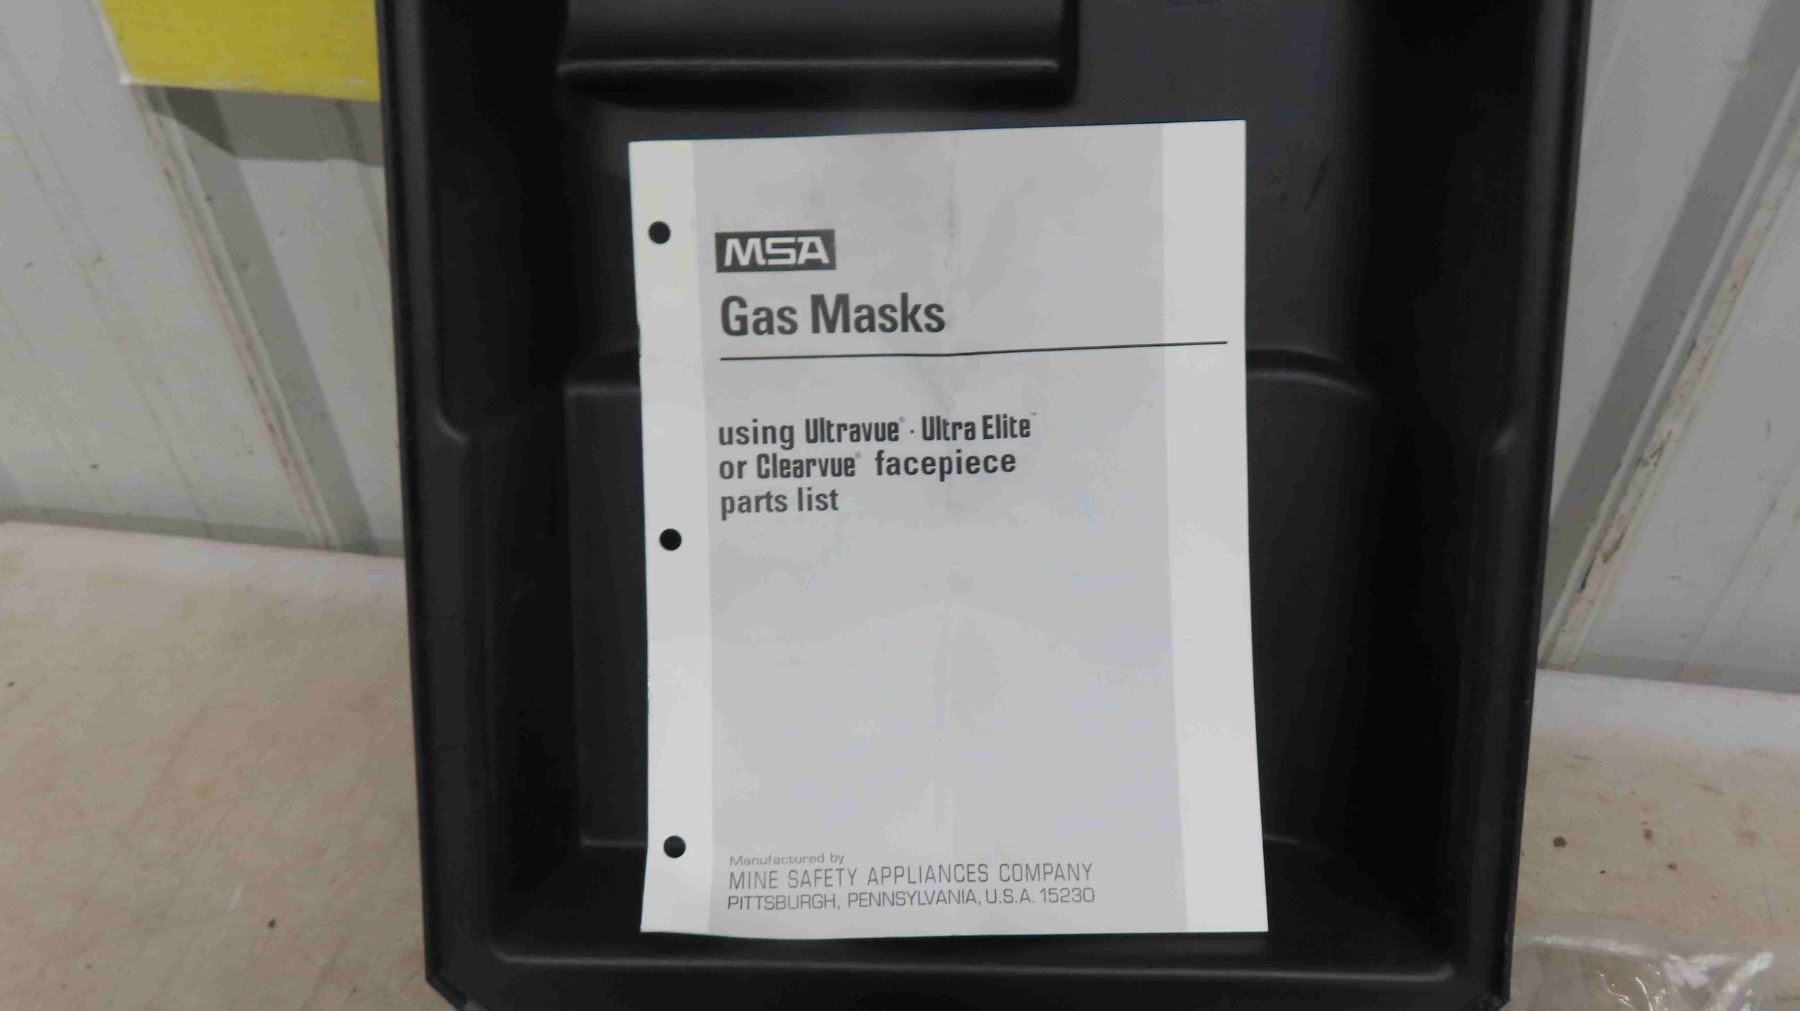 MSA
Gas Masks
using Ultravue® · Ultra Elite™
or Clearvue® facepiece
parts list
Manufactured by
MINE SAFETY APPLIANCES COMPANY
PITTSBURGH, PENNSYLVANIA, U.S.A. 15230